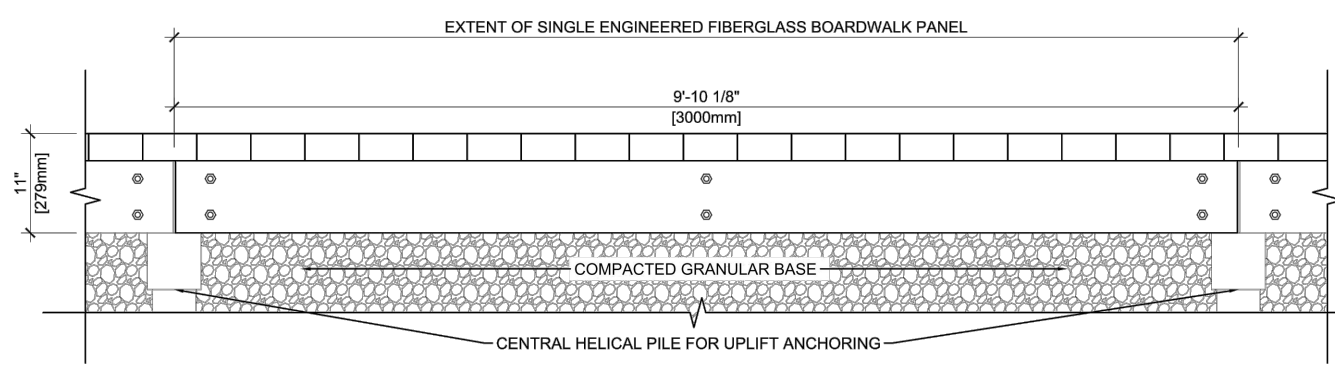 EXTENT OF SINGLE ENGINEERED FIBERGLASS BOARDWALK PANEL
9'-10 1/8"
[3000mm]
11"
[279mm]
COMPACTED GRANULAR BASE
CENTRAL HELICAL PILE FOR UPLIFT ANCHORING